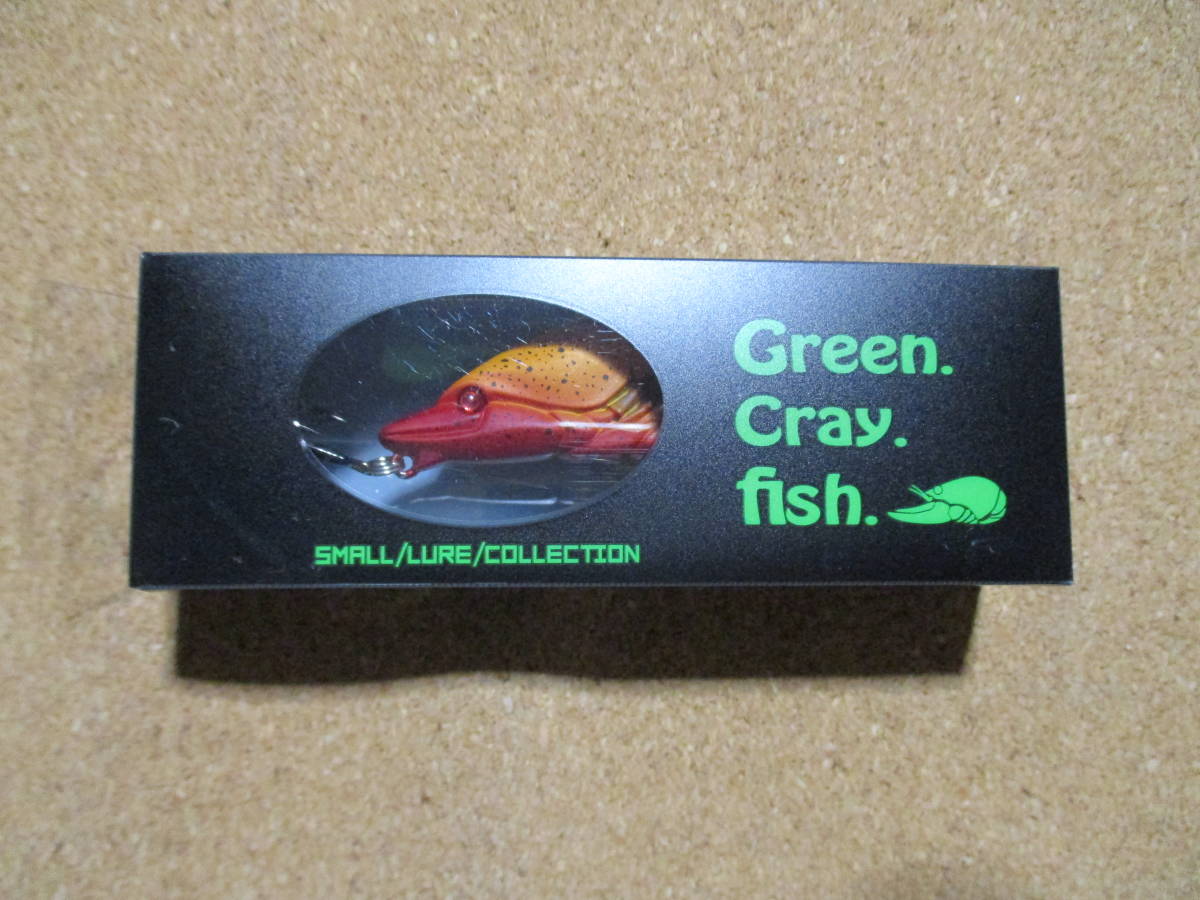 Green.
Cray.
fish.
SMALL/LURE/COLLECTION